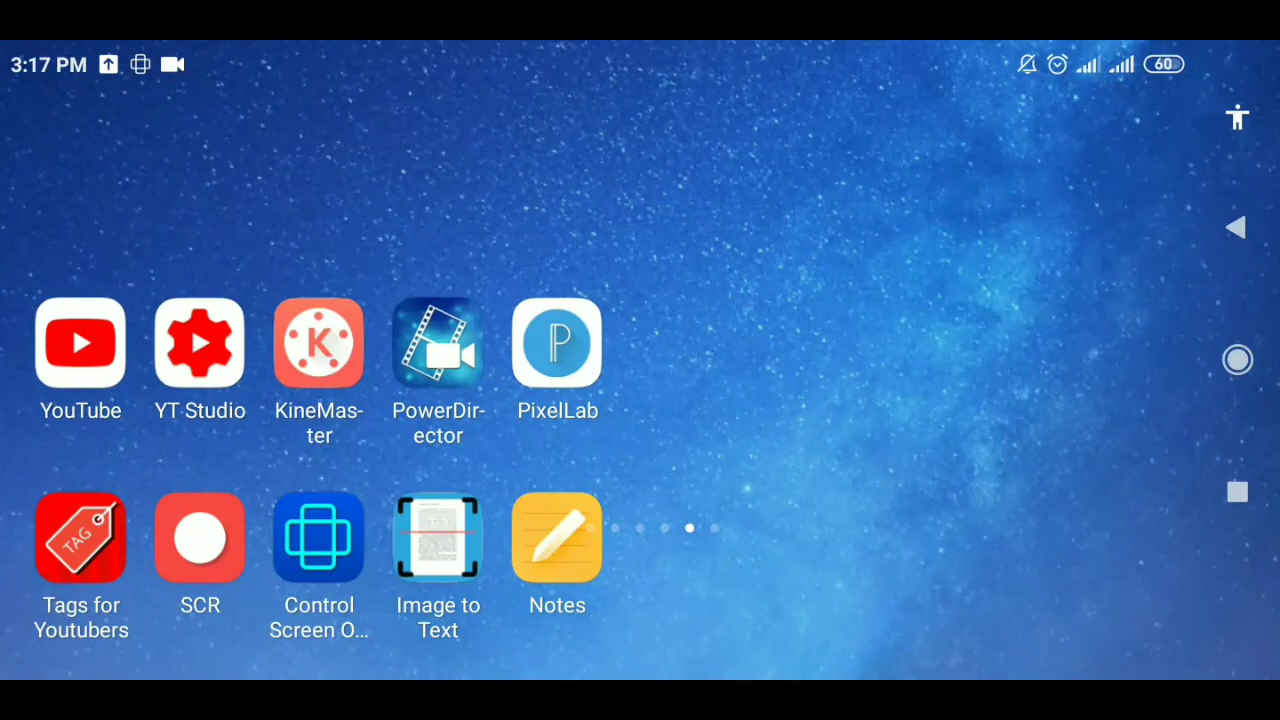 3:17 PM
60
YouTube
YT Studio
KineMas-
ter
PowerDir-
ector
PixelLab
K
P
TAG
Tags for
Youtubers
SCR
Control
Screen O...
Image to
Text
Notes